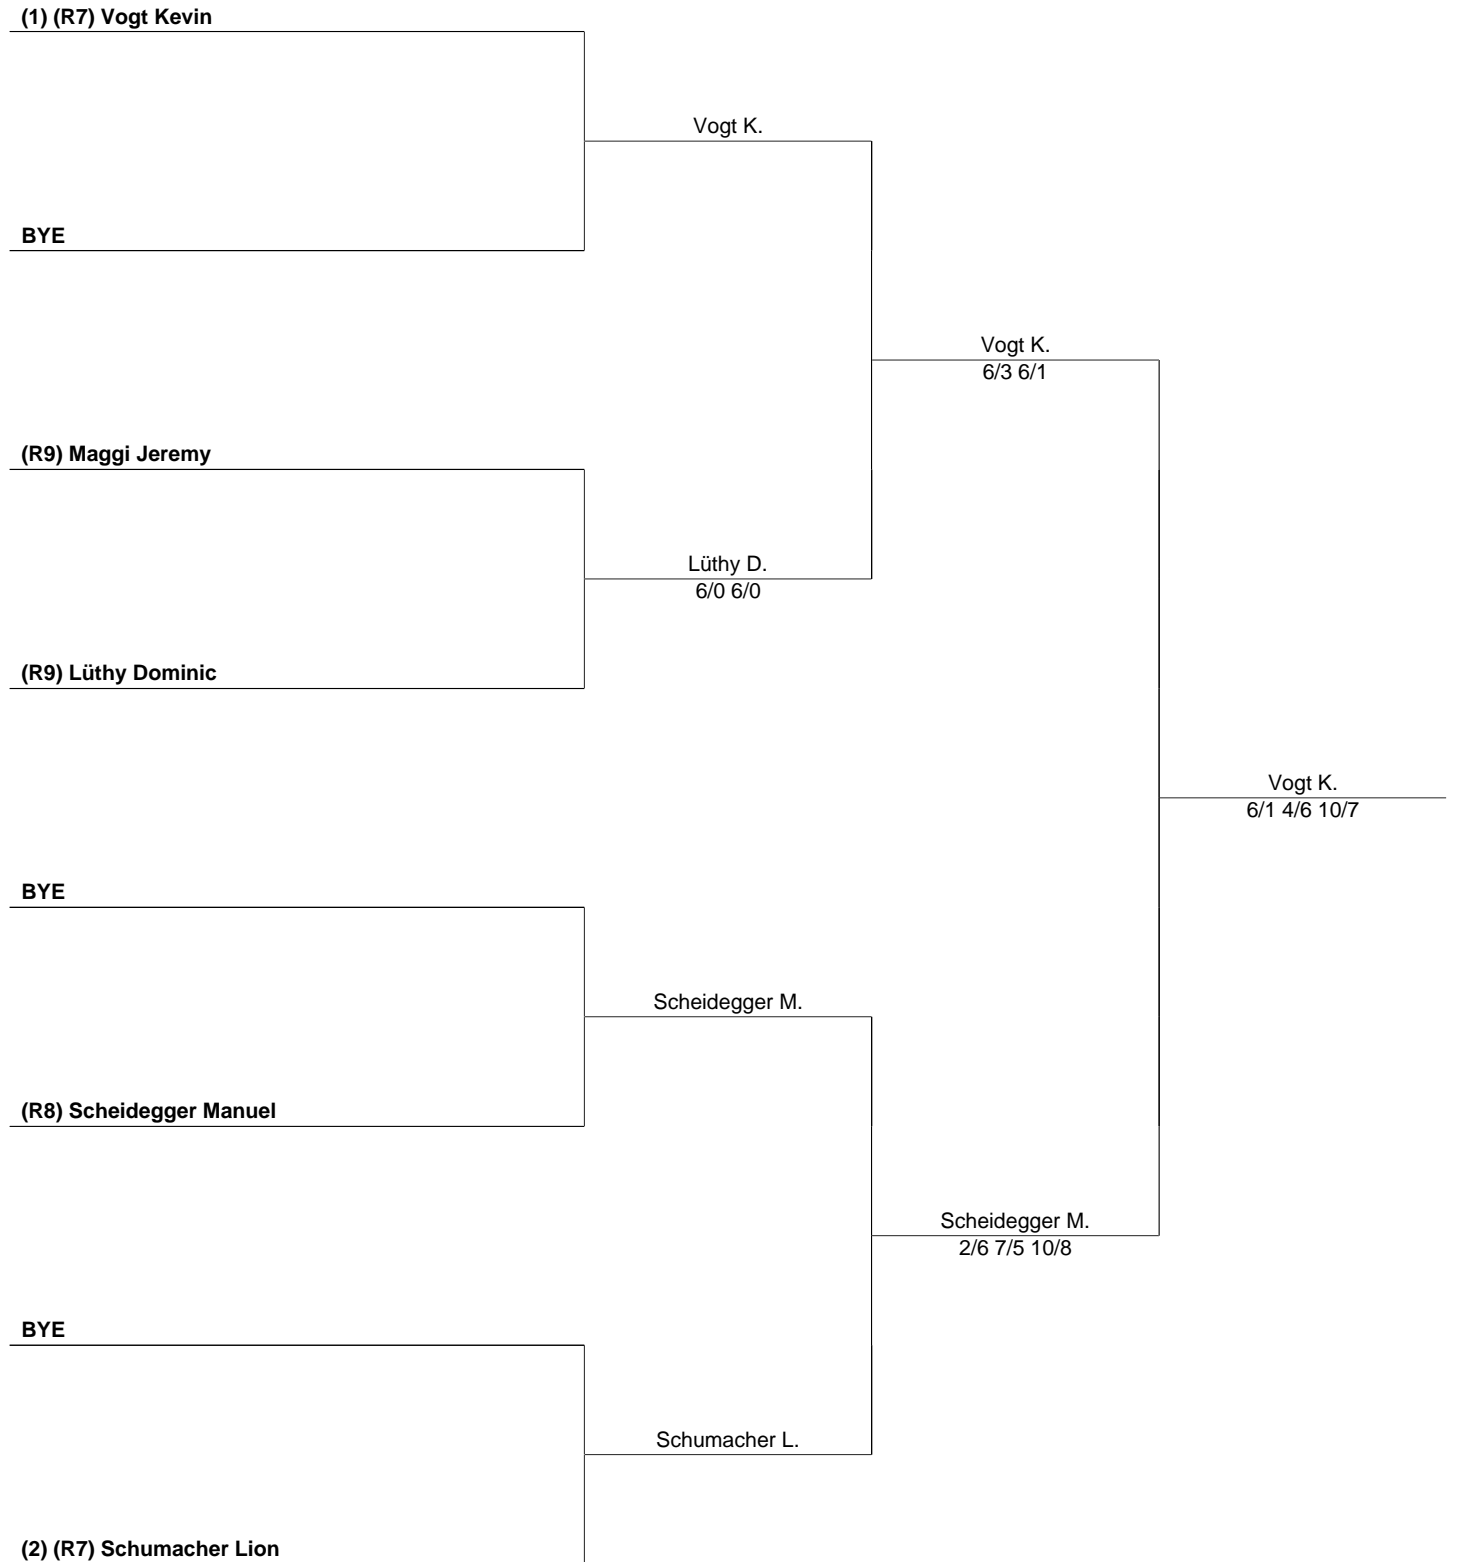 (1) (R7) Vogt Kevin
Vogt K.
BYE
Vogt K.
6/3 6/1
(R9) Maggi Jeremy
Lüthy D.
6/0 6/0
(R9) Lüthy Dominic
Vogt K.
6/1 4/6 10/7
BYE
Scheidegger M.
(R8) Scheidegger Manuel
Scheidegger M.
2/6 7/5 10/8
BYE
Schumacher L.
(2) (R7) Schumacher Lion